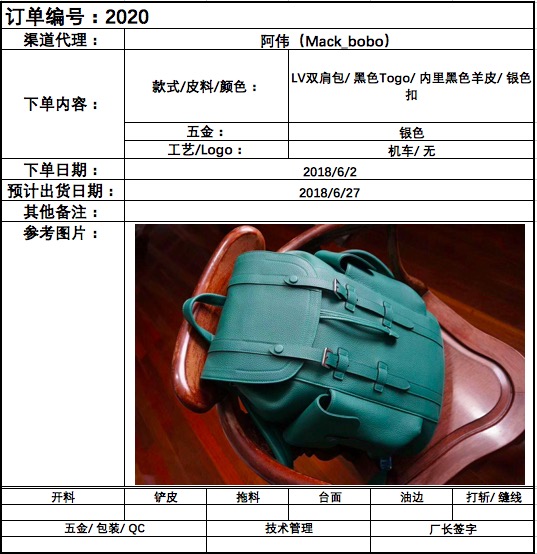 订单编号：2020
渠道代理： 阿伟（Mack_bobo）
下单内容： 款式/皮料/颜色： LV双肩包/ 黑色Togo/ 内里黑色羊皮/ 银色
扣
五金： 银色
工艺/Logo： 机车/ 无
下单日期： 2018/6/2
预计出货日期： 2018/6/27
其他备注：
参考图片：
开料 铲皮 拖料 台面 油边 打斩/ 缝线
五金/ 包装/ QC 技术管理 厂长签字